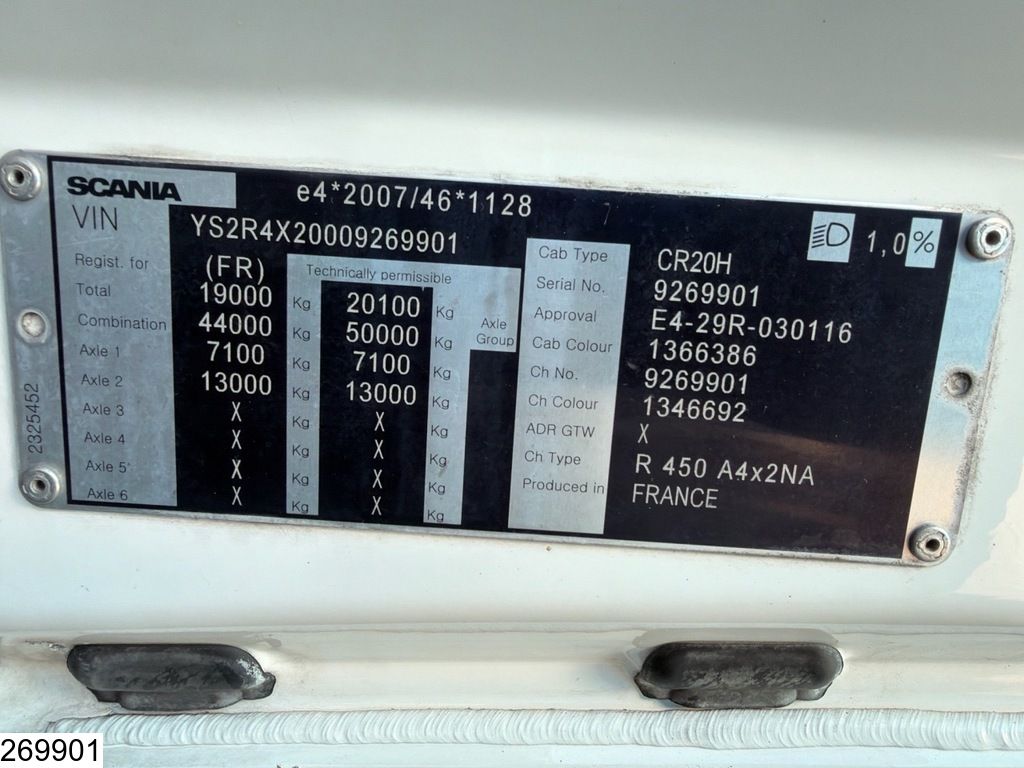 SCANIA e4*2007/46*1128
VIN YS2R4X20009269901
1,0%
Regist. for (FR) Technically permissible
Total 19000 Kg 20100 Kg
Combination 44000 Kg 50000 Kg Axle Group
Axle 1 7100 Kg 7100 Kg
Axle 2 13000 Kg 13000 Kg
Axle 3 X Kg X Kg
Axle 4 X Kg X Kg
Axle 5 X Kg X Kg
Axle 6 X Kg X Kg
Cab Type CR20H
Serial No. 9269901
Approval E4-29R-030116
Cab Colour 1366386
Ch No. 9269901
Ch Colour 1346692
ADR GTW X
Ch Type R 450 A4x2NA
Produced in FRANCE
2325452
269901